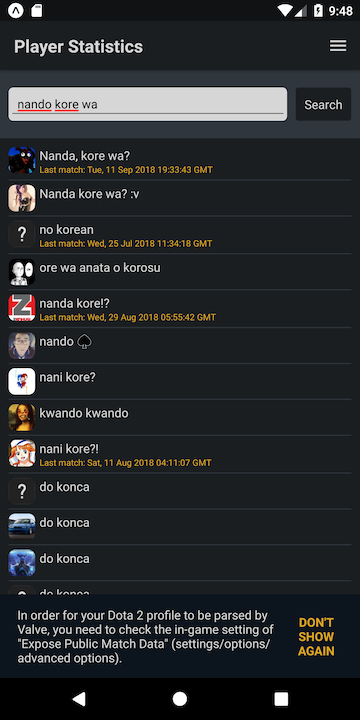 9:48
Player Statistics
nando kore wa
Search
Nanda, kore wa?
Last match: Tue, 11 Sep 2018 19:33:43 GMT
Nanda kore wa? :v
?
no korean
Last match: Wed, 25 Jul 2018 11:34:18 GMT
ore wa anata o korosu
nanda kore!?
Last match: Wed, 29 Aug 2018 05:55:42 GMT
nando ♠
nani kore?
kwando kwando
nani kore?!
Last match: Sat, 11 Aug 2018 04:11:07 GMT
?
do konca
do konca
do konca
do konca
In order for your Dota 2 profile to be parsed by
Valve, you need to check the in-game setting of
"Expose Public Match Data" (settings/options/
advanced options).
DON'T
SHOW
AGAIN